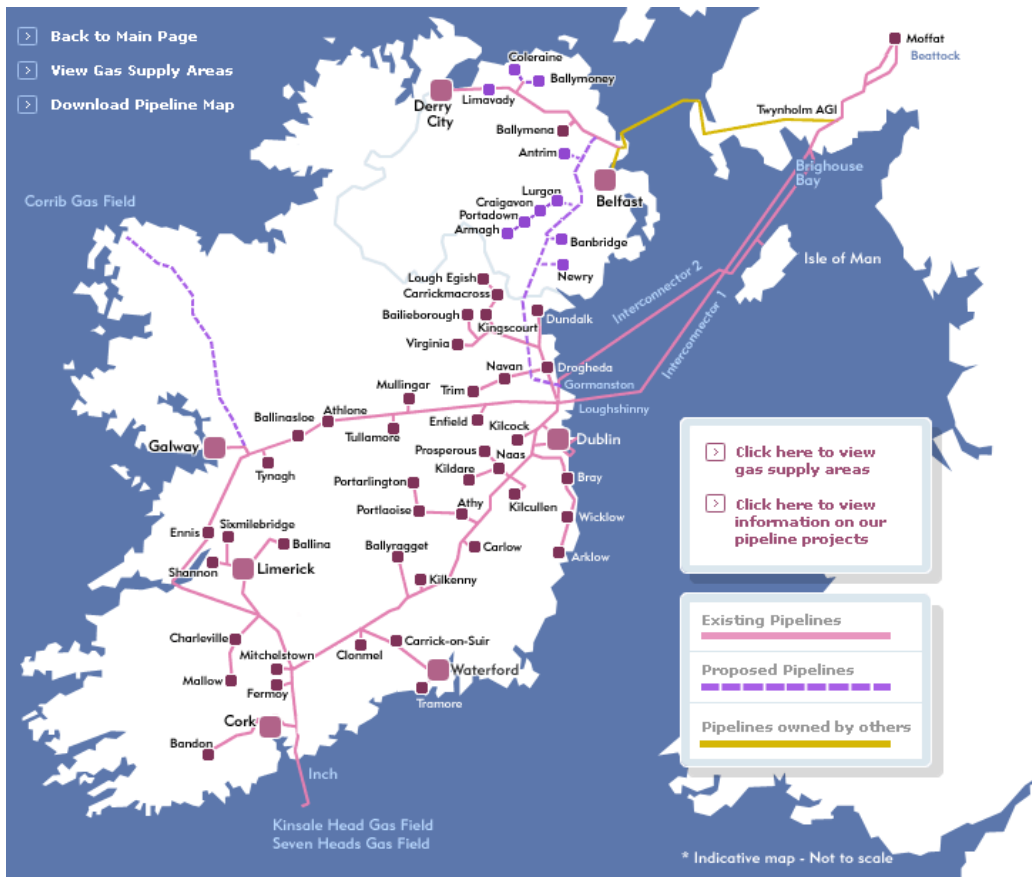 Back to Main Page
View Gas Supply Areas
Download Pipeline Map
Moffat
Beattock
Coleraine
Ballymoney
Derry
City
Limavady
Twynholm AGI
Ballymena
Antrim
Brighouse
Bay
Belfast
Lurgan
Craigavon
Portadown
Armagh
Corrib Gas Field
Banbridge
Newry
Isle of Man
Lough Egish
Carrickmacross
Bailieborough
Kingscourt
Dundalk
Virginia
Interconnector 2
Interconnector 1
Navan
Drogheda
Gormanston
Trim
Mullingar
Loughshinny
Athlone
Ballinasloe
Tullamore
Enfield
Kilcock
Dublin
Galway
Tynagh
Prosperous
Naas
Kildare
Bray
Portarlington
Kilcullen
Portlaoise
Athy
Wicklow
Ennis
Sixmilebridge
Ballina
Shannon
Limerick
Ballyragget
Carlow
Arklow
Kilkenny
Charleville
Mitchelstown
Clonmel
Carrick-on-Suir
Mallow
Fermoy
Waterford
Tramore
Cork
Bandon
Inch
Kinsale Head Gas Field
Seven Heads Gas Field
Click here to view
gas supply areas
Click here to view
information on our
pipeline projects
Existing Pipelines
Proposed Pipelines
Pipelines owned by others
* Indicative map - Not to scale